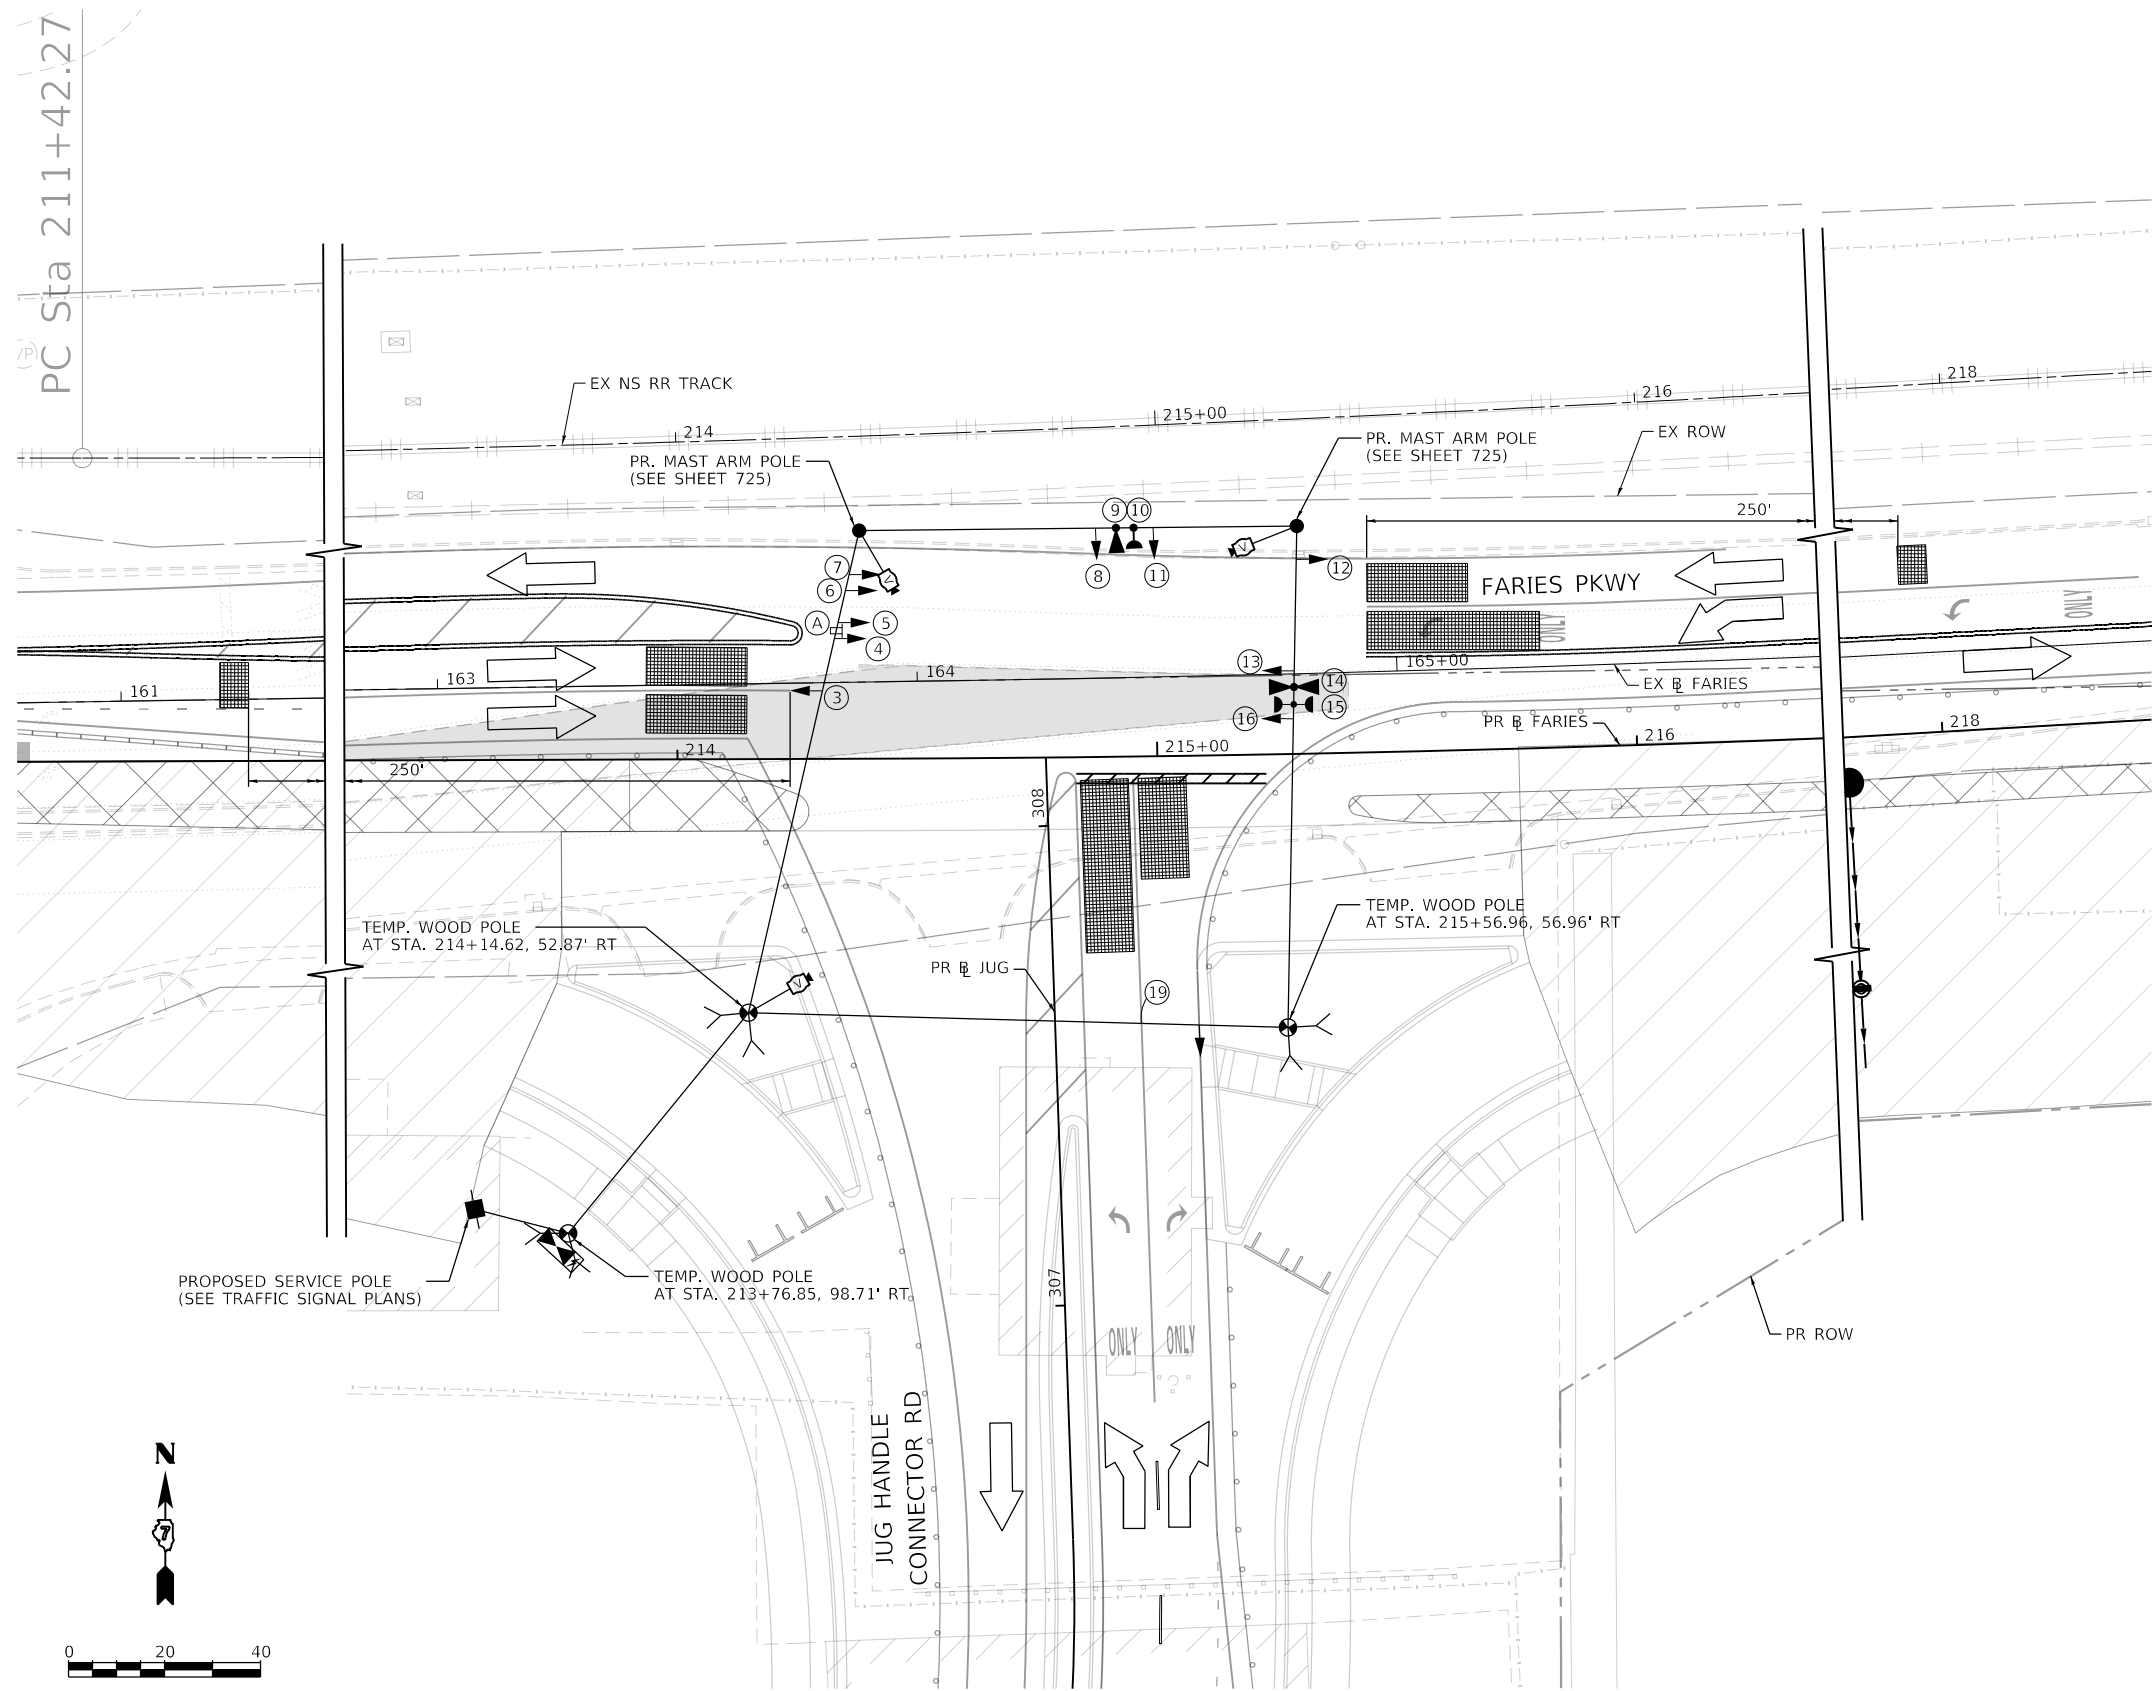 PC Sta 211+42.27
/P)
EX NS RR TRACK
214
215+00
216
218
PR. MAST ARM POLE
(SEE SHEET 725)
PR. MAST ARM POLE
(SEE SHEET 725)
EX ROW
250'
9
10
8
11
12
7
6
A
5
4
V
V
FARIES PKWY
ONLY
ONLY
161
163
164
165+00
3
13
14
15
16
EX BL FARIES
PR BL FARIES
214
215+00
216
218
250'
308
TEMP. WOOD POLE
AT STA. 214+14.62, 52.87' RT
TEMP. WOOD POLE
AT STA. 215+56.96, 56.96' RT
PR BL JUG
19
V
PROPOSED SERVICE POLE
(SEE TRAFFIC SIGNAL PLANS)
TEMP. WOOD POLE
AT STA. 213+76.85, 98.71' RT
307
ONLY
ONLY
PR ROW
JUG HANDLE
CONNECTOR RD
N
7
0
20
40